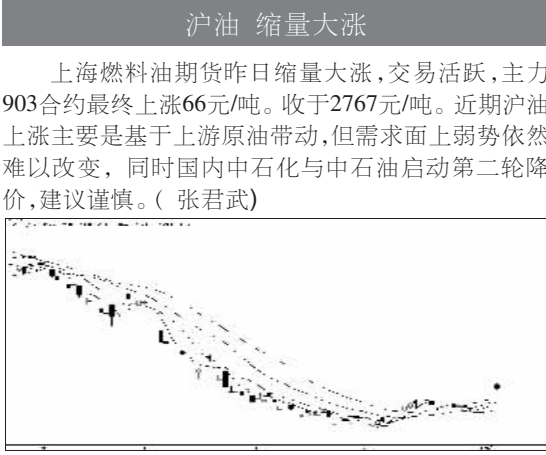 沪油 缩量大涨
上海燃料油期货昨日缩量大涨,交易活跃,主力
903合约最终上涨66元/吨。收于2767元/吨。近期沪油
上涨主要是基于上游原油带动,但需求面上弱势依然
难以改变, 同时国内中石化与中石油启动第二轮降
价,建议谨慎。( 张君武)